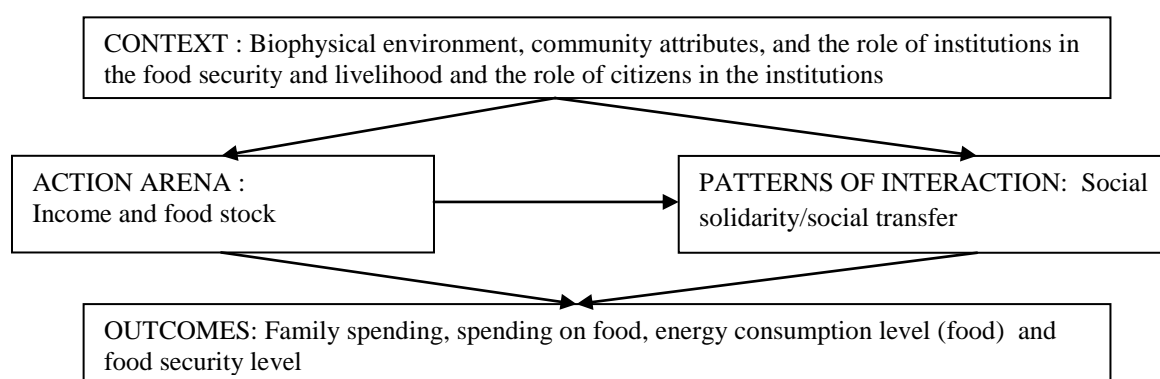 CONTEXT : Biophysical environment, community attributes, and the role of institutions in
the food security and livelihood and the role of citizens in the institutions
ACTION ARENA :
Income and food stock
PATTERNS OF INTERACTION: Social
solidarity/social transfer
OUTCOMES: Family spending, spending on food, energy consumption level (food) and
food security level